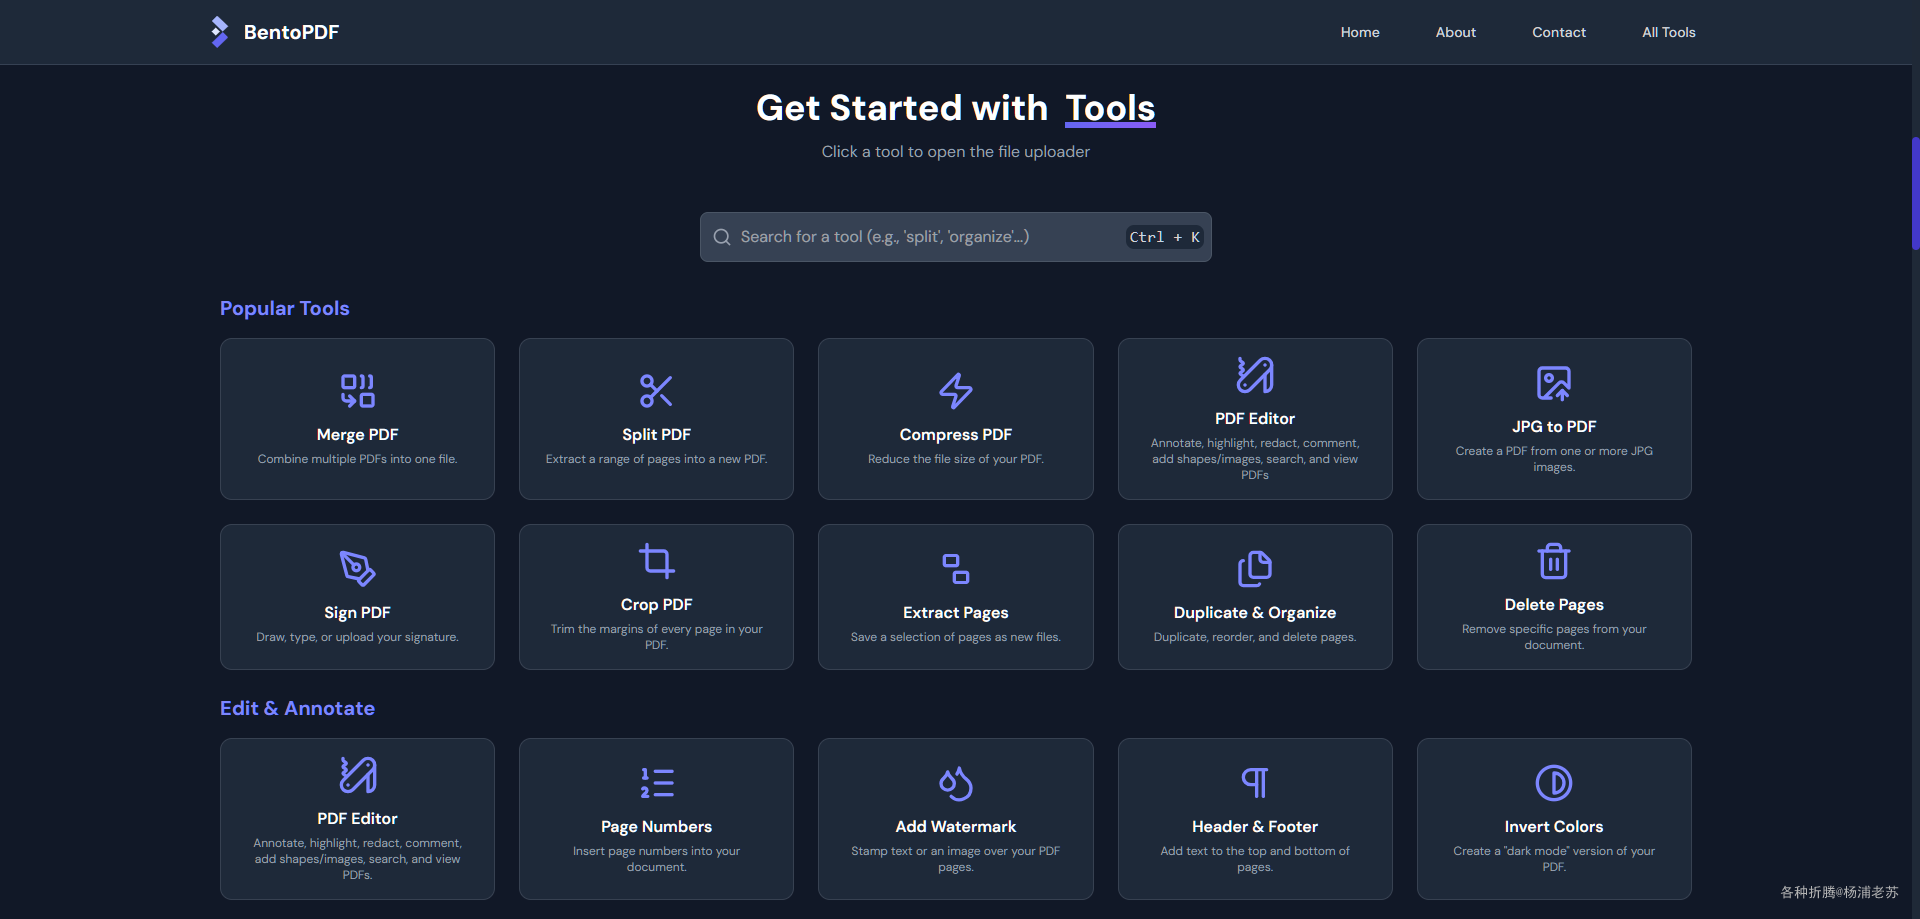 BentoPDF
Home
About
Contact
All Tools
Get Started with Tools
Click a tool to open the file uploader
Search for a tool (e.g., 'split', 'organize'...)
Ctrl + K
Popular Tools
Merge PDF
Combine multiple PDFs into one file.
Split PDF
Extract a range of pages into a new PDF.
Compress PDF
Reduce the file size of your PDF.
PDF Editor
Annotate, highlight, redact, comment,
add shapes/images, search, and view
PDFs
JPG to PDF
Create a PDF from one or more JPG
images.
Sign PDF
Draw, type, or upload your signature.
Crop PDF
Trim the margins of every page in your
PDF.
Extract Pages
Save a selection of pages as new files.
Duplicate & Organize
Duplicate, reorder, and delete pages.
Delete Pages
Remove specific pages from your
document.
Edit & Annotate
PDF Editor
Annotate, highlight, redact, comment,
add shapes/images, search, and view
PDFs.
Page Numbers
Insert page numbers into your
document.
Add Watermark
Stamp text or an image over your PDF
pages.
Header & Footer
Add text to the top and bottom of
pages.
Invert Colors
Create a "dark mode" version of your
PDF.
各种折腾@杨浦老苏